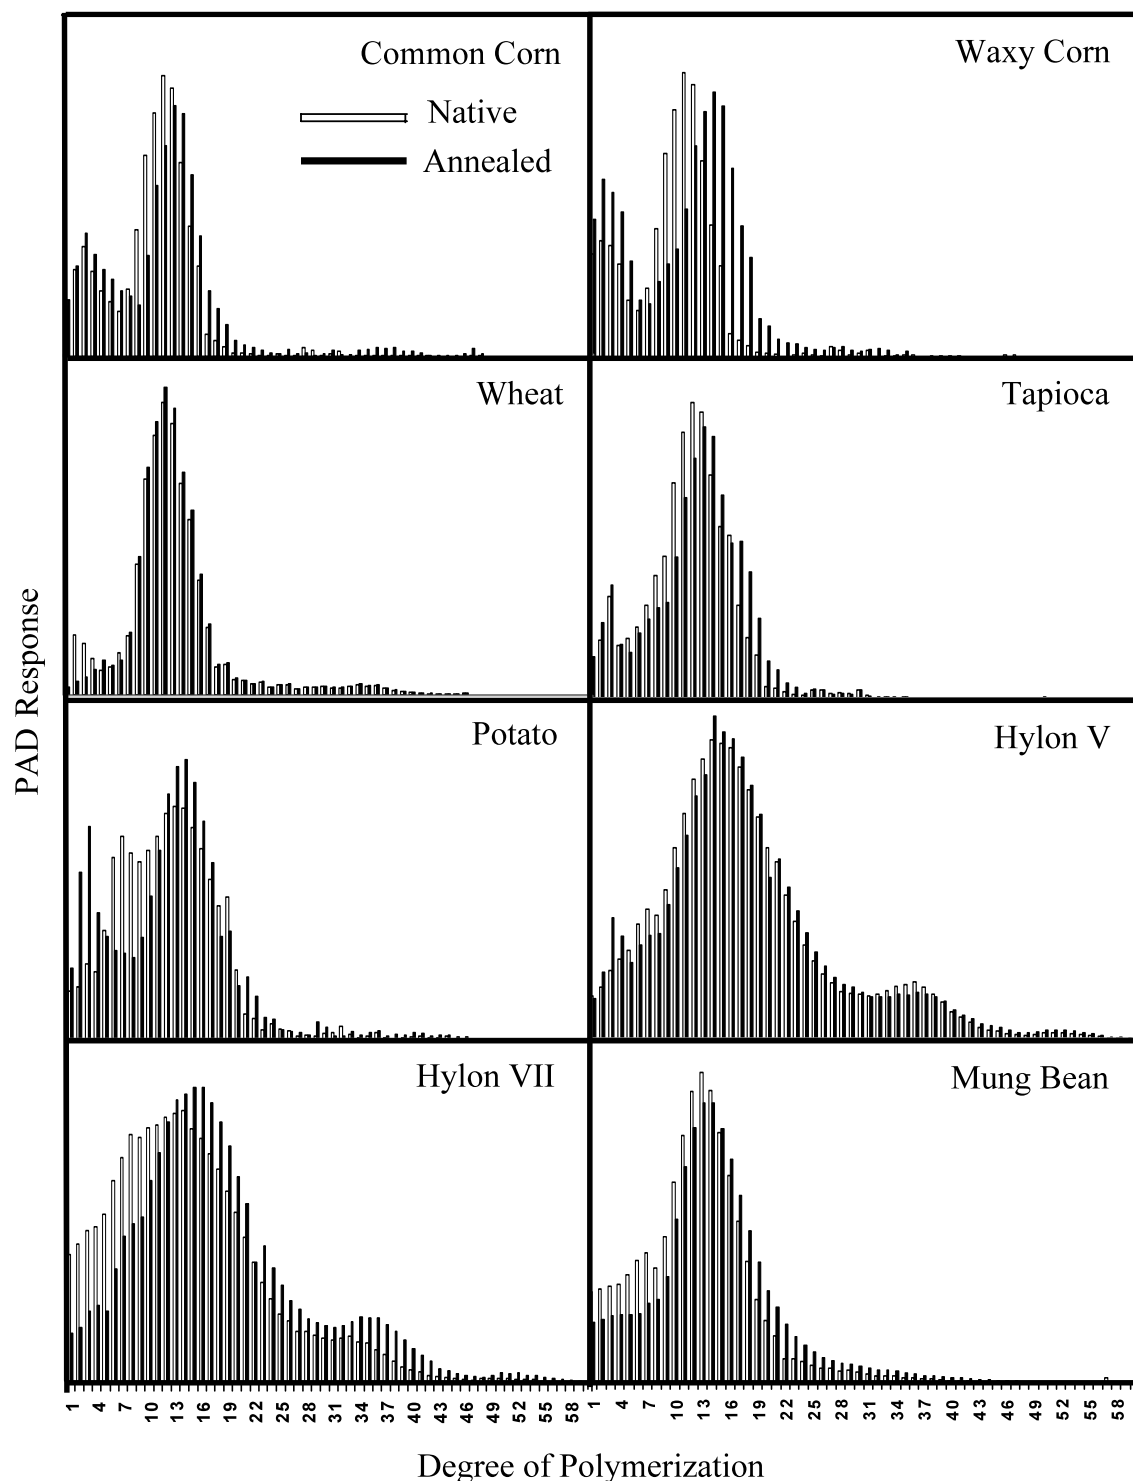 Common Corn
Native
Annealed
Waxy Corn
Wheat
Tapioca
Potato
Hylon V
Hylon VII
Mung Bean
PAD Response
1 4 7 10 13 16 19 22 25 28 31 34 37 40 43 46 49 52 55 58
1 4 7 10 13 16 19 22 25 28 31 34 37 40 43 46 49 52 55 58
Degree of Polymerization